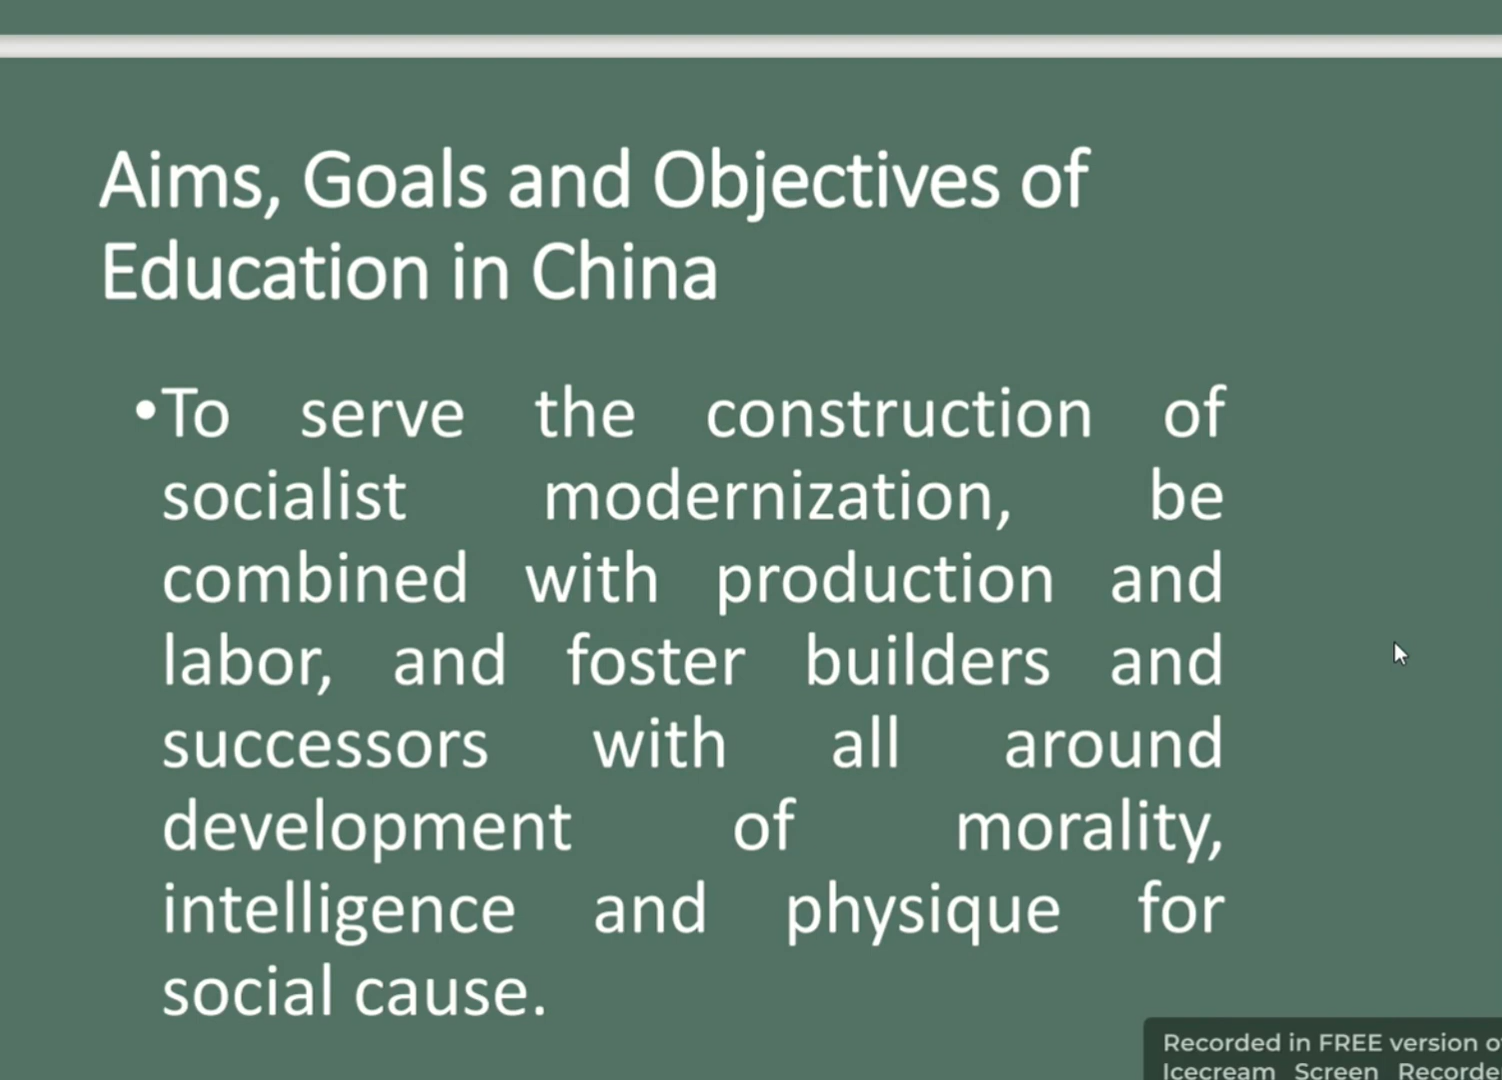 Aims, Goals and Objectives of
Education in China
•To serve the construction of
socialist modernization, be
combined with production and
labor, and foster builders and
successors with all around
development of morality,
intelligence and physique for
social cause.
Recorded in FREE version
Icecream Screen